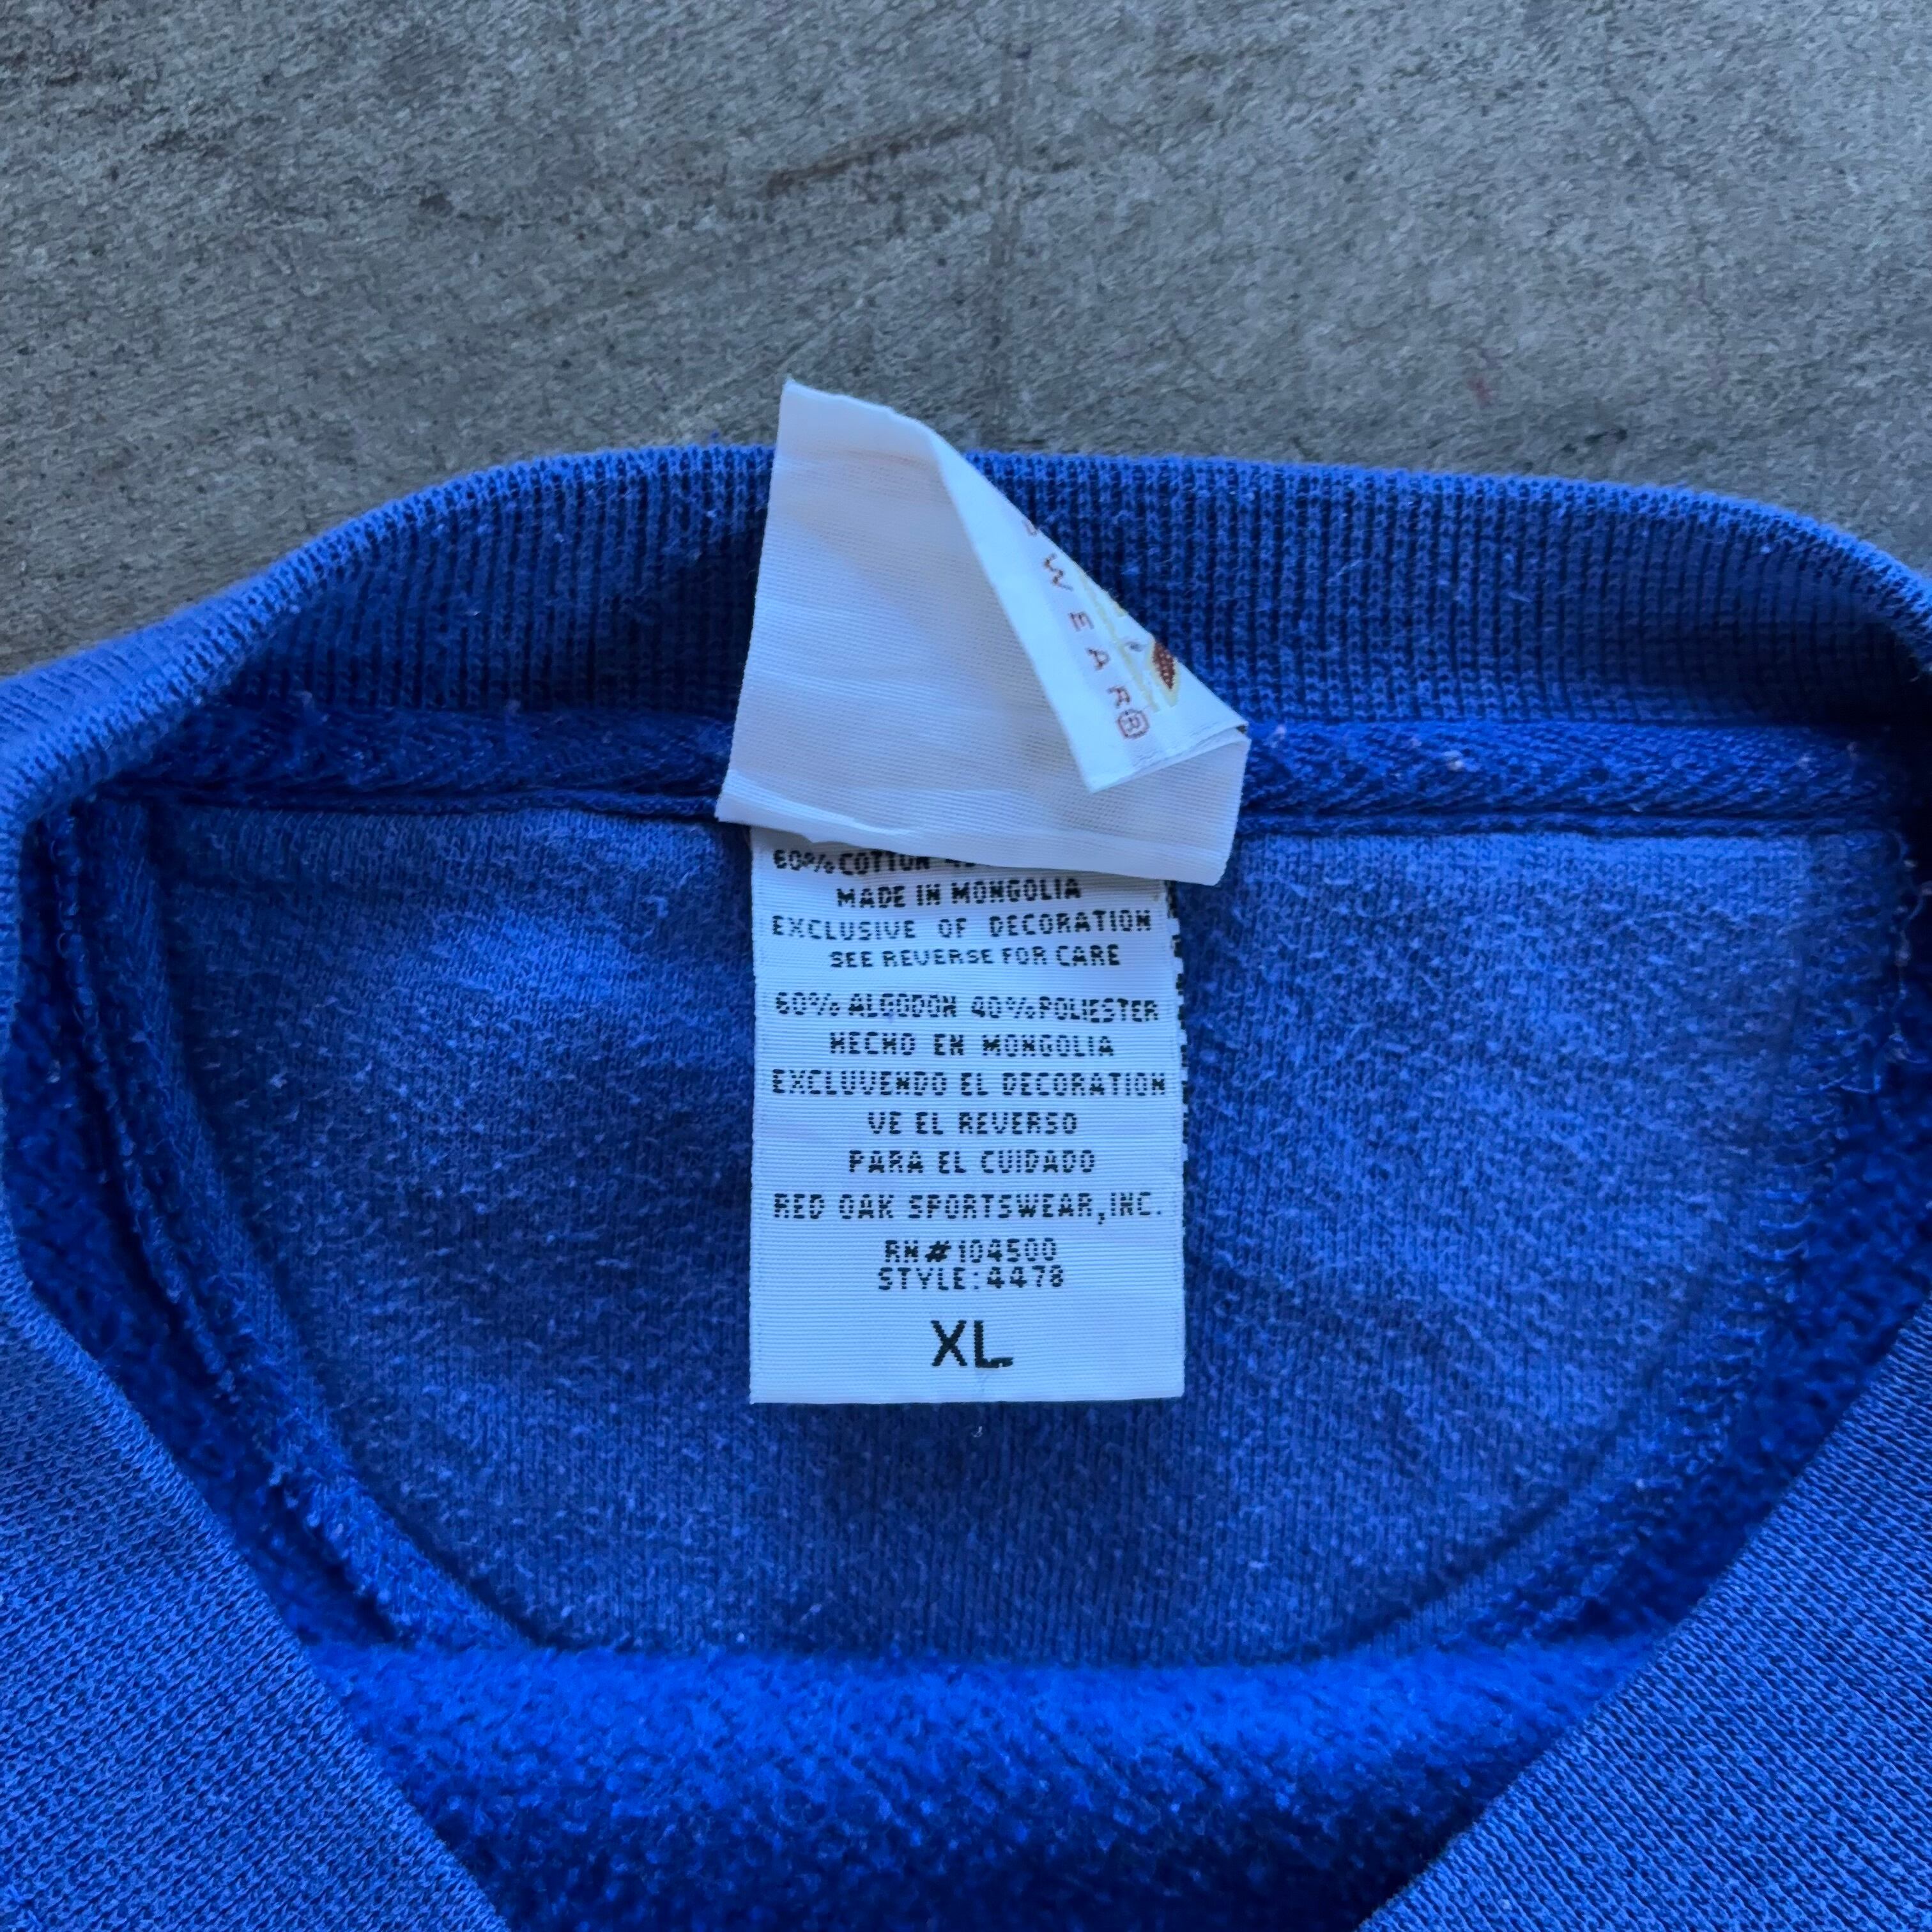 WEAR®
60% COTTON
MADE IN MONGOLIA
EXCLUSIVE OF DECORATION
SEE REVERSE FOR CARE
60% ALGODON 40% POLIESTER
HECHO EN MONGOLIA
EXCLUVENDO EL DECORATION
VE EL REVERSO
PARA EL CUIDADO
RED OAK SPORTSWEAR, INC.
RN# 104500
STYLE: 4478
XL